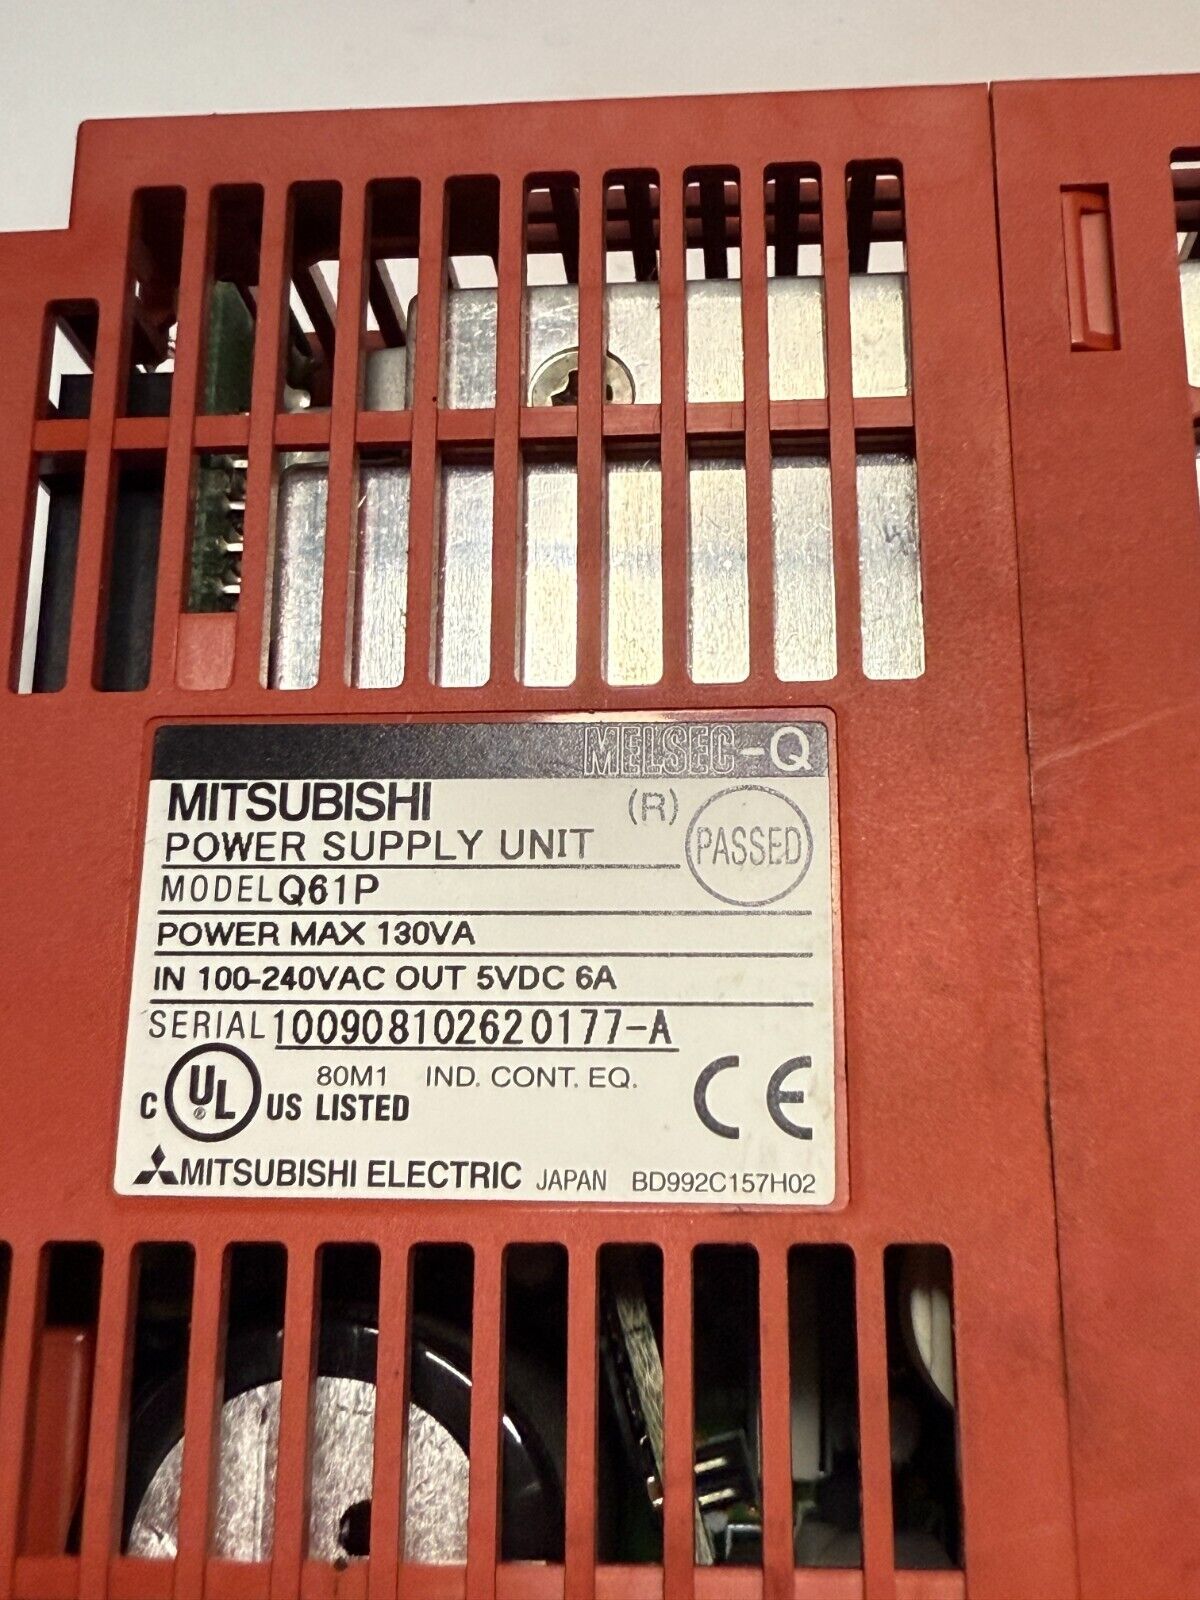 MELSEC-Q
MITSUBISHI (R)
POWER SUPPLY UNIT PASSED
MODEL Q61P
POWER MAX 130VA
IN 100-240VAC OUT 5VDC 6A
SERIAL 100908102620177-A
80M1 IND. CONT. EQ.
C UL ® US LISTED CE
MITSUBISHI ELECTRIC JAPAN BD992C157H02